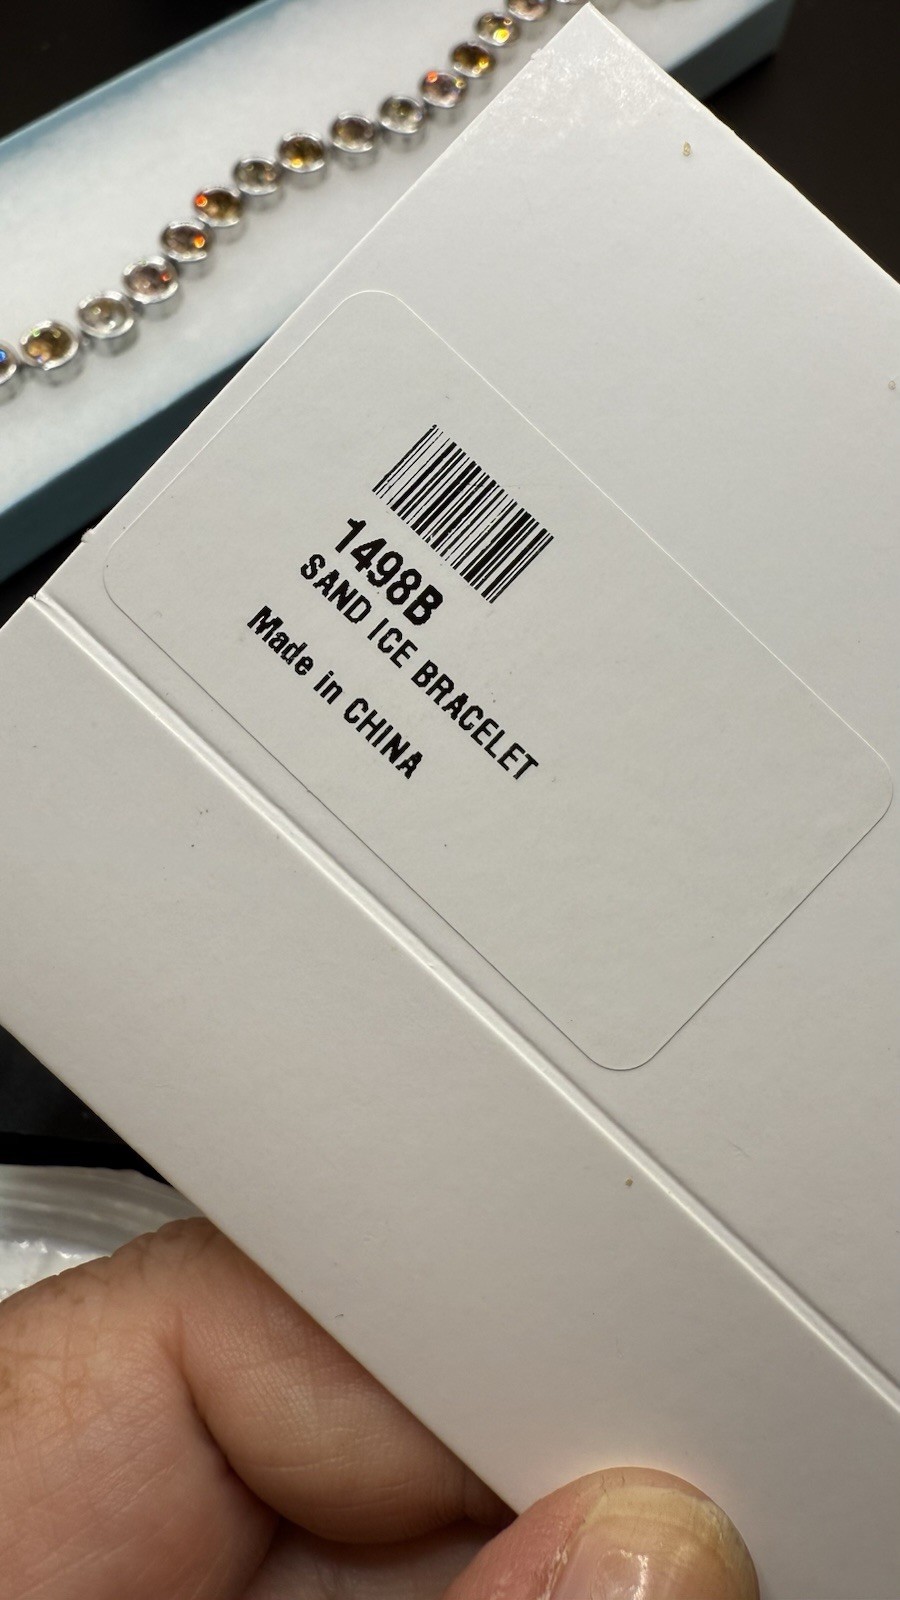 1498B
SAND ICE BRACELET
Made in CHINA